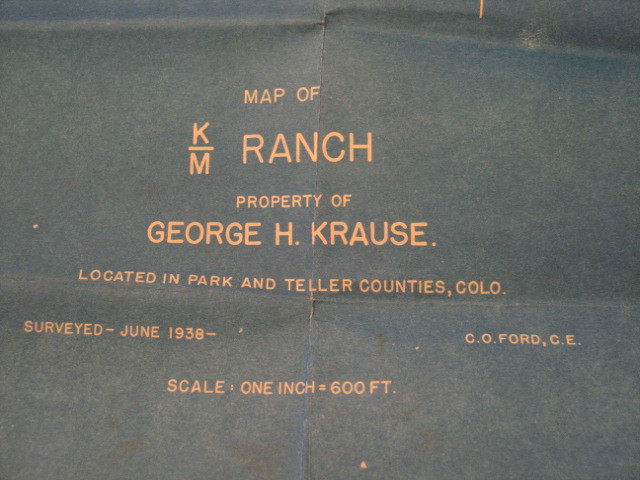 MAP OF
K/M RANCH
PROPERTY OF
GEORGE H. KRAUSE.
LOCATED IN PARK AND TELLER COUNTIES, COLO.
SURVEYED - JUNE 1938 - C.O. FORD, C.E.
SCALE : ONE INCH = 600 FT.